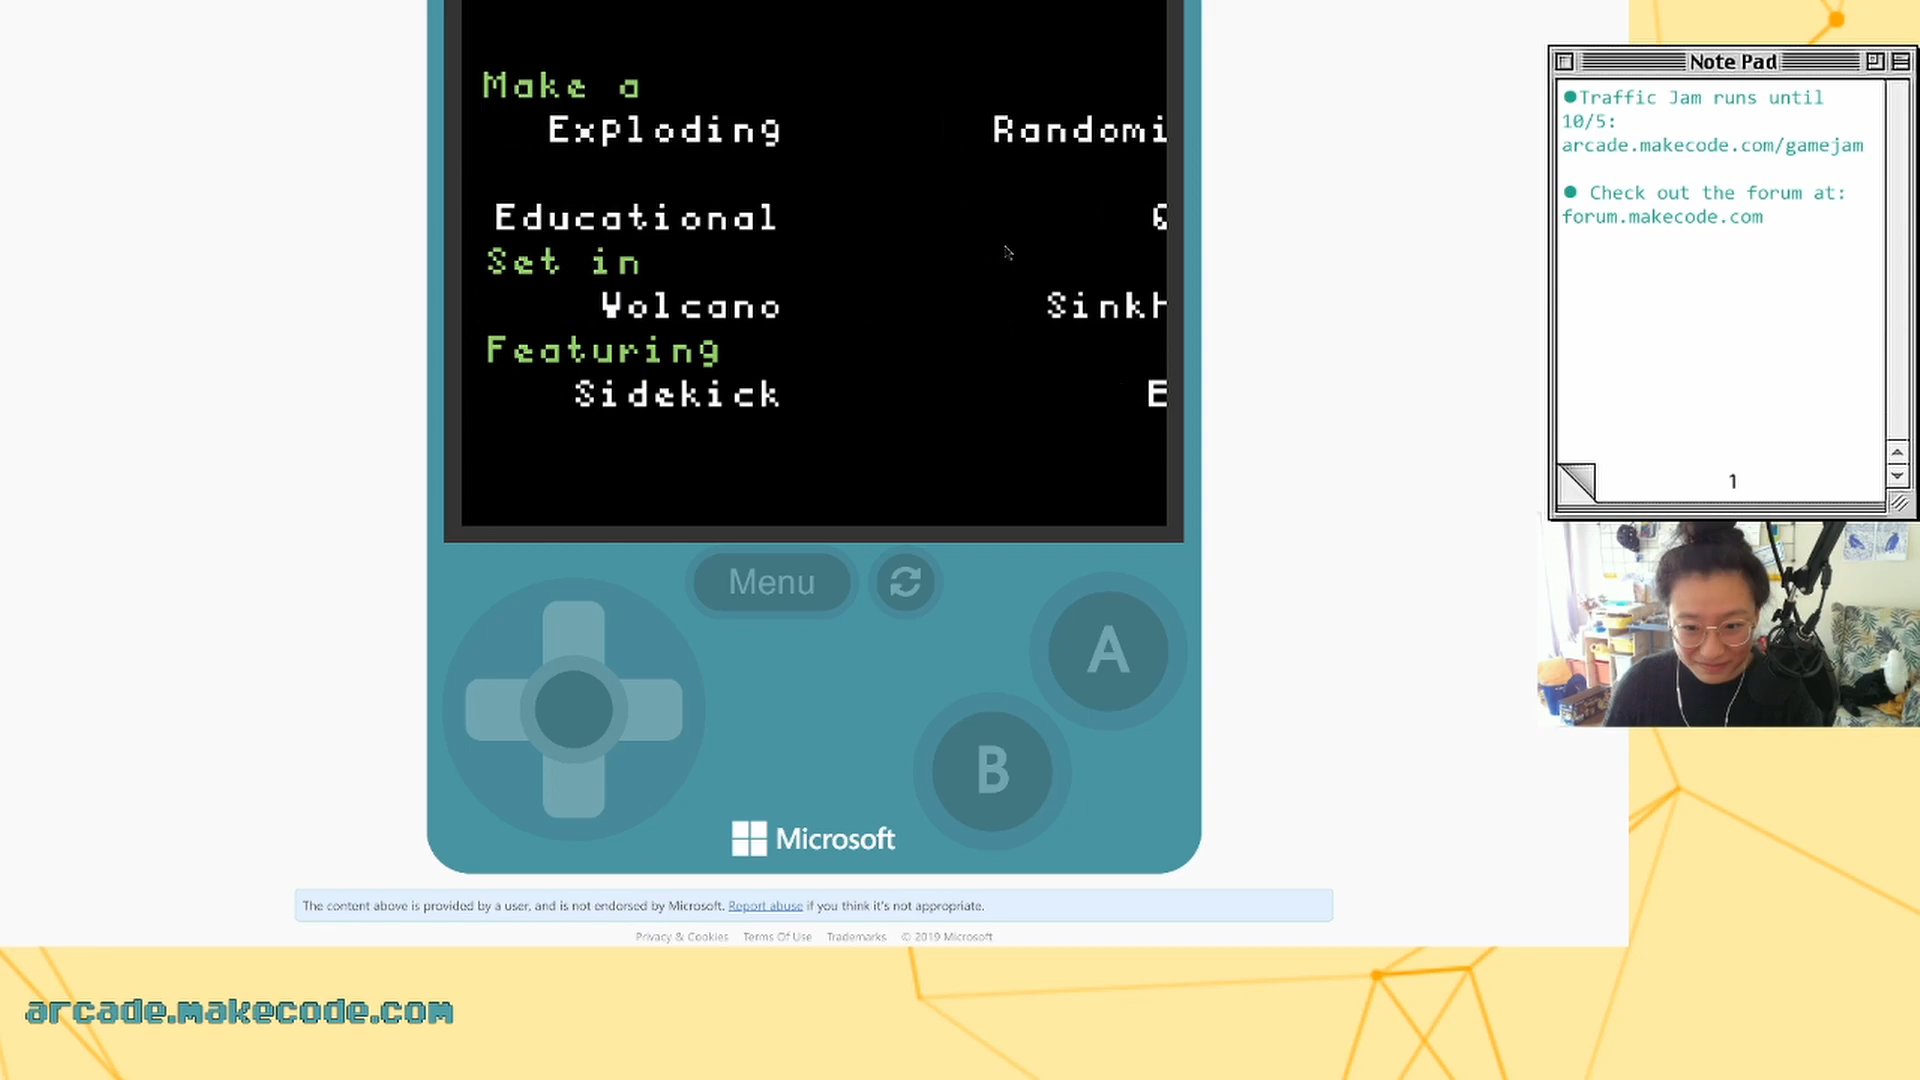 Make a
Exploding Randomi
Educational
Set in
Volcano Sinkh
Featuring
Sidekick E
Menu
A
B
Microsoft
The content above is provided by a user, and is not endorsed by Microsoft. Report abuse if you think it's not appropriate.
Privacy & Cookies Terms Of Use Trademarks © 2019 Microsoft
arcade.makecode.com
Note Pad
●Traffic Jam runs until
10/5:
arcade.makecode.com/gamejam
● Check out the forum at:
forum.makecode.com
1